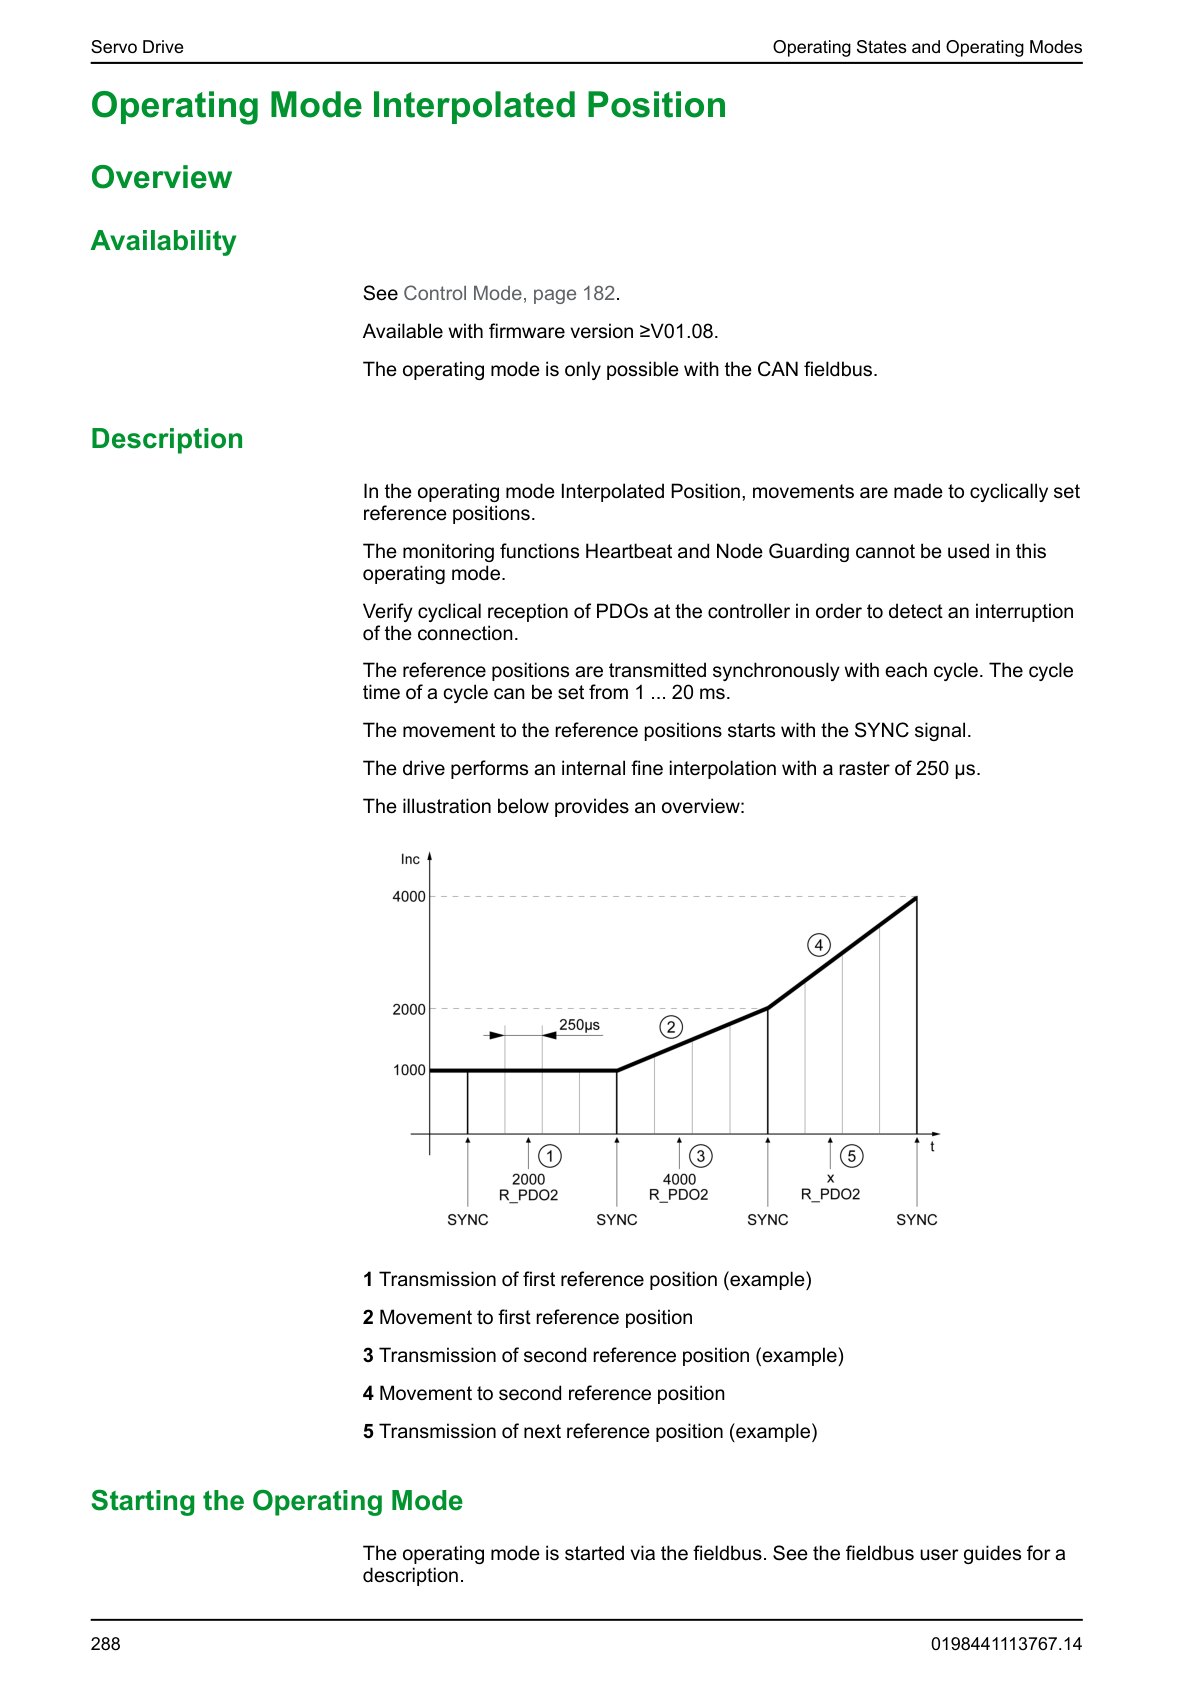 Servo Drive
Operating States and Operating Modes
Operating Mode Interpolated Position
Overview
Availability
See Control Mode, page 182.
Available with firmware version ≥V01.08.
The operating mode is only possible with the CAN fieldbus.
Description
In the operating mode Interpolated Position, movements are made to cyclically set
reference positions.
The monitoring functions Heartbeat and Node Guarding cannot be used in this
operating mode.
Verify cyclical reception of PDOs at the controller in order to detect an interruption
of the connection.
The reference positions are transmitted synchronously with each cycle. The cycle
time of a cycle can be set from 1 ... 20 ms.
The movement to the reference positions starts with the SYNC signal.
The drive performs an internal fine interpolation with a raster of 250 µs.
The illustration below provides an overview:
Inc
4000
4
2000
250µs
2
1000
t
1
3
5
2000
4000
x
R_PDO2
R_PDO2
R_PDO2
SYNC
SYNC
SYNC
SYNC
1 Transmission of first reference position (example)
2 Movement to first reference position
3 Transmission of second reference position (example)
4 Movement to second reference position
5 Transmission of next reference position (example)
Starting the Operating Mode
The operating mode is started via the fieldbus. See the fieldbus user guides for a
description.
288
0198441113767.14